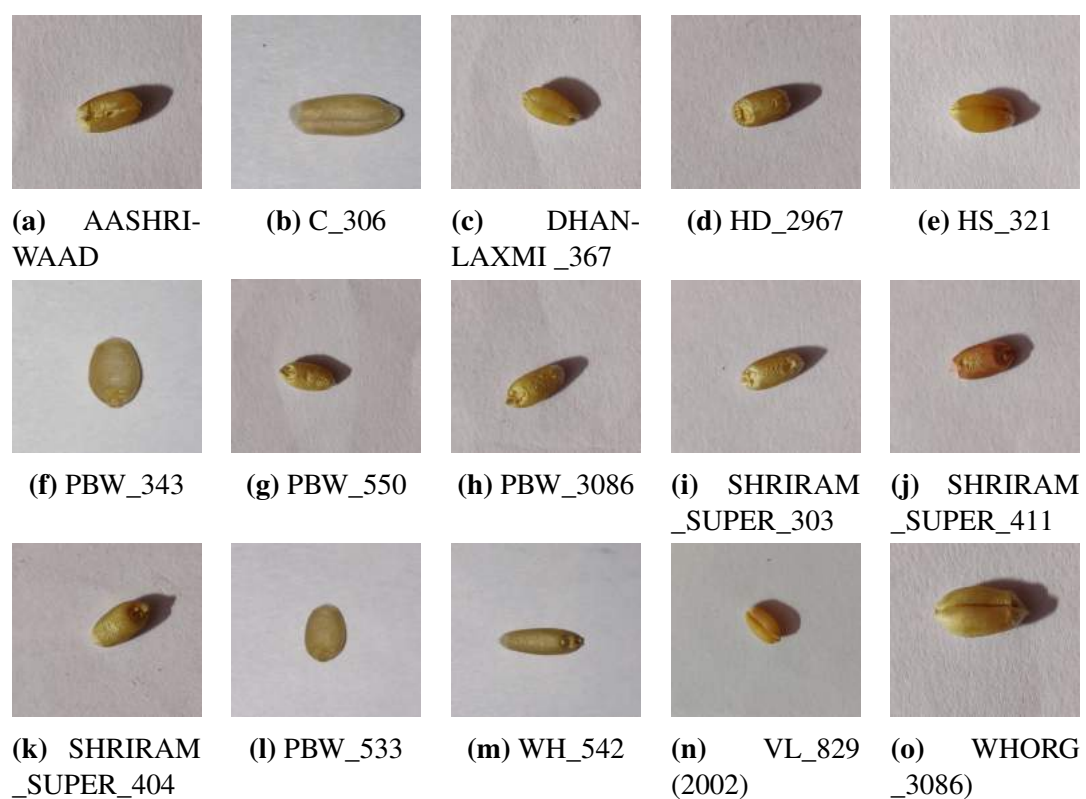 (a) AASHRI-
WAAD
(b) C_306
(c) DHAN-
LAXMI _367
(d) HD_2967
(e) HS_321
(f) PBW_343
(g) PBW_550
(h) PBW_3086
(i) SHRIRAM
_SUPER_303
(j) SHRIRAM
_SUPER_411
(k) SHRIRAM
_SUPER_404
(l) PBW_533
(m) WH_542
(n) VL_829
(2002)
(o) WHORG
_3086)